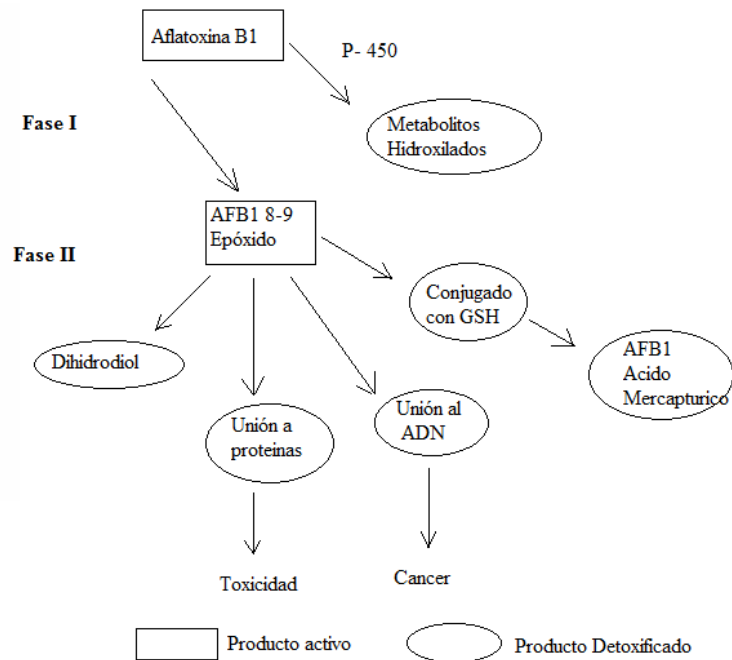 Aflatoxina B1
P- 450
Fase I
Metabolitos
Hidroxilados
AFB1 8-9
Epóxido
Fase II
Conjugado
con GSH
Dihidrodiol
AFB1
Acido
Mercapturico
Unión a
proteinas
Unión al
ADN
Toxicidad
Cancer
Producto activo
Producto Detoxificado